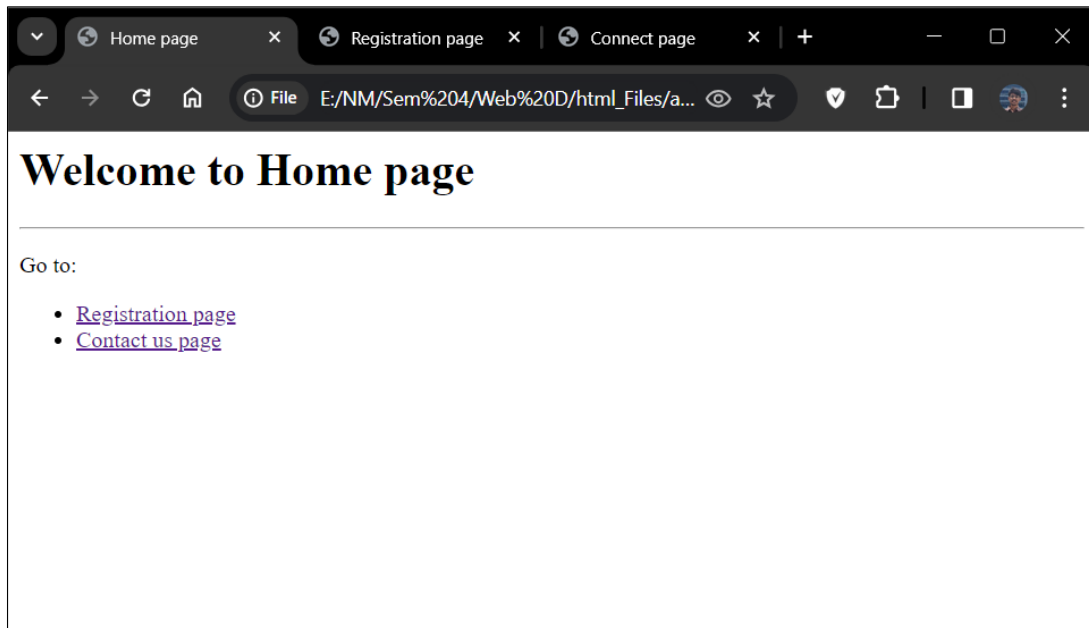 Home page
Registration page
Connect page
File E:/NM/Sem%204/Web%20D/html_Files/a...
Welcome to Home page
Go to:
Registration page
Contact us page